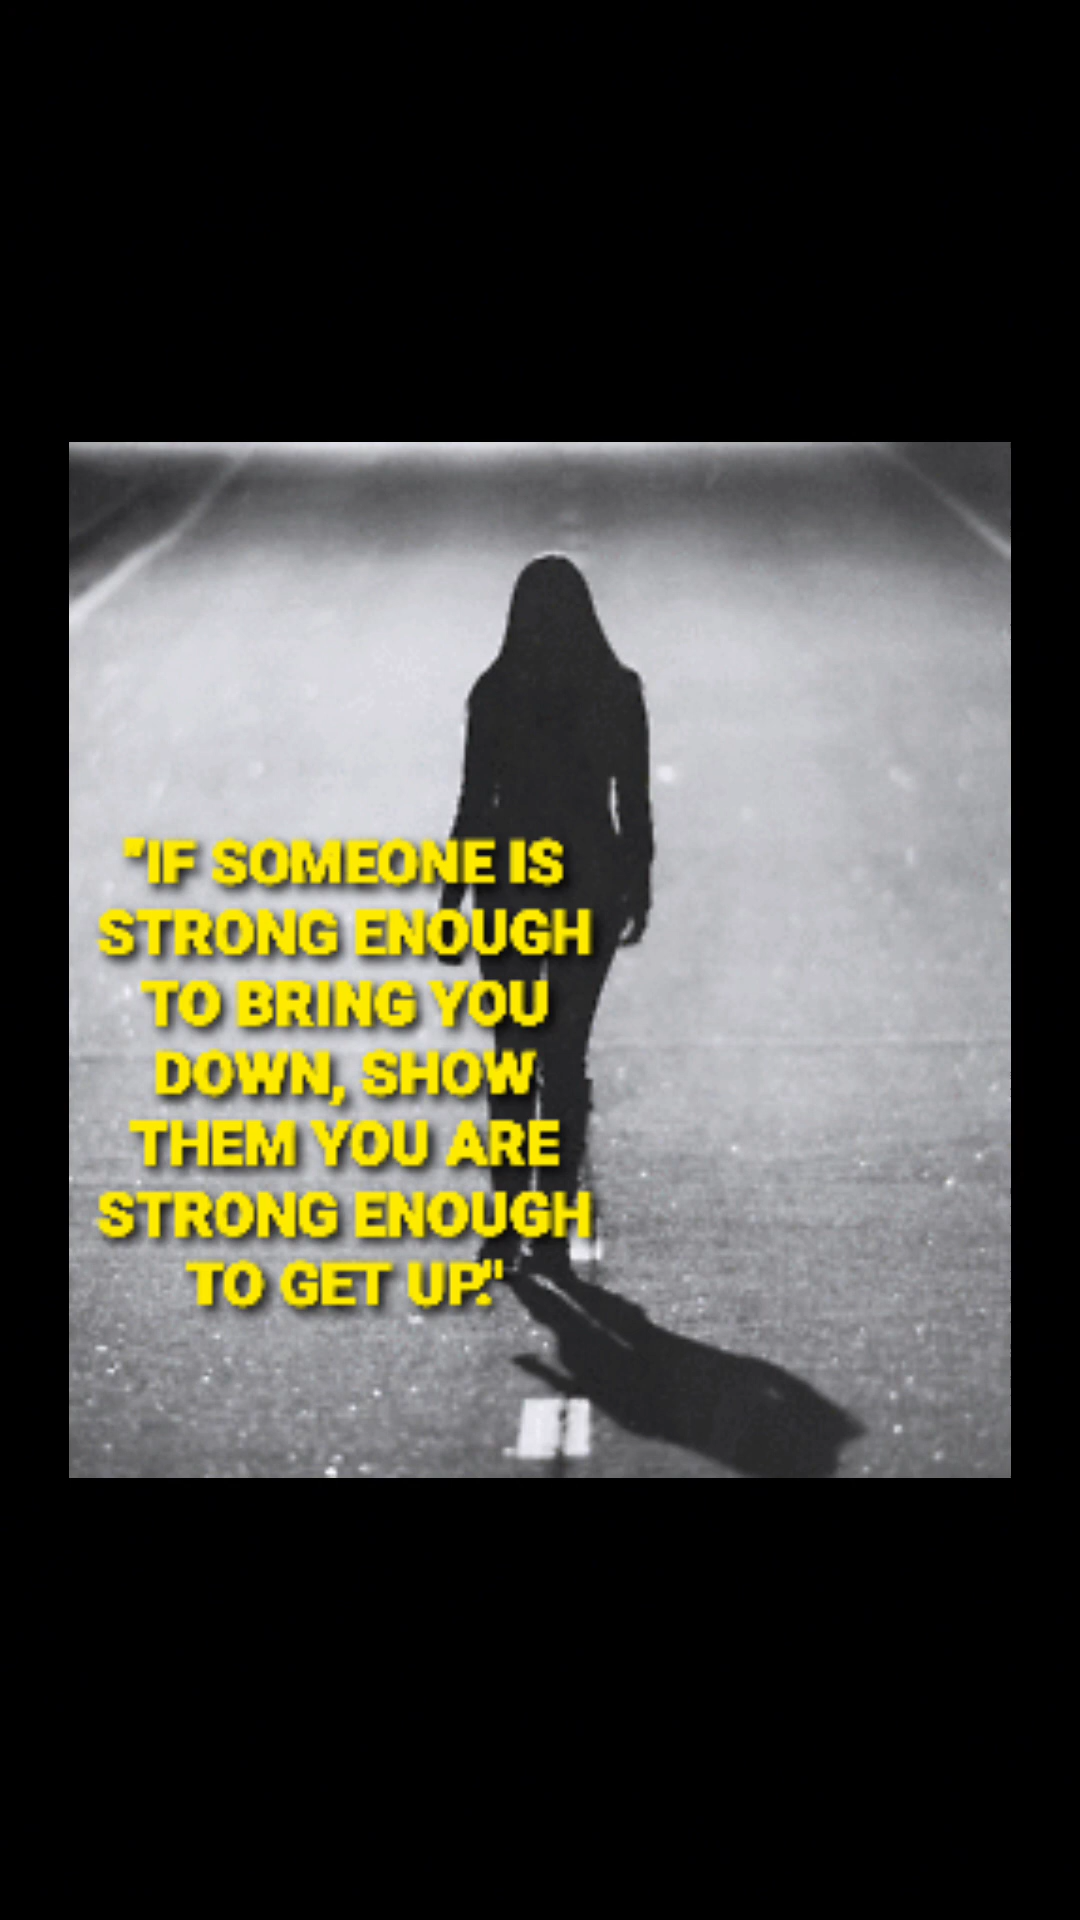 "IF SOMEONE IS
STRONG ENOUGH
TO BRING YOU
DOWN, SHOW
THEM YOU ARE
STRONG ENOUGH
TO GET UP."